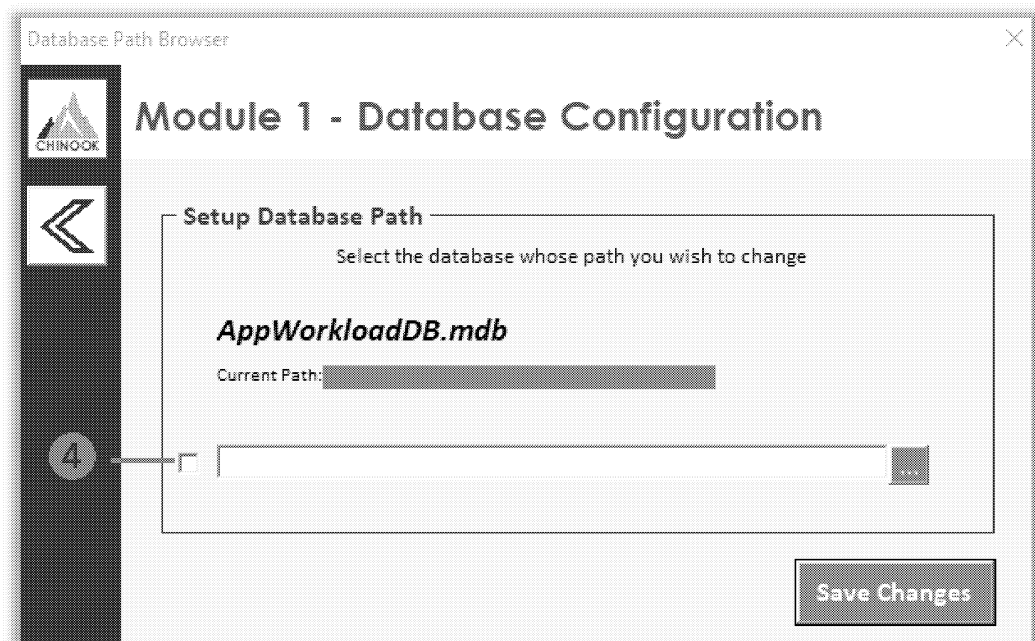 Database Path Browser
CHINOOK
Module 1 - Database Configuration
Setup Database Path
Select the database whose path you wish to change
AppWorkloadDB.mdb
Current Path:
4
...
Save Changes